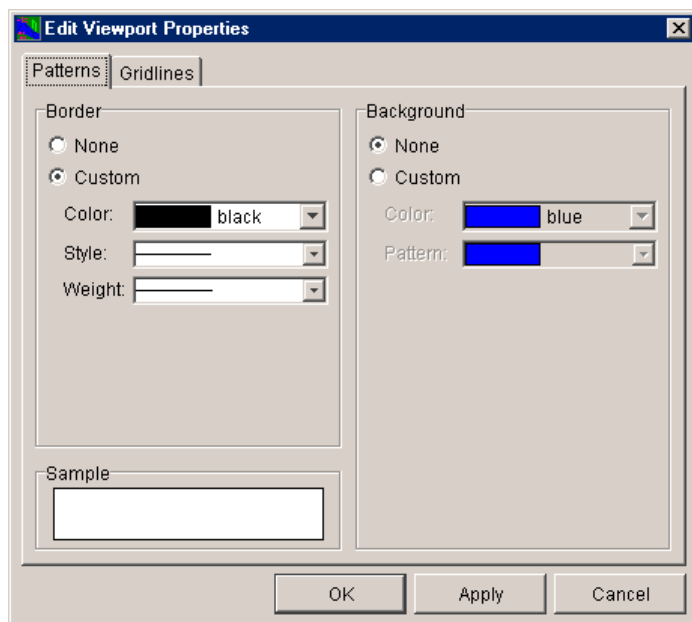 Edit Viewport Properties
Patterns
Gridlines
Border
None
Custom
Color:
black
Style:
Weight:
Sample
Background
None
Custom
Color:
blue
Pattern:
OK
Apply
Cancel